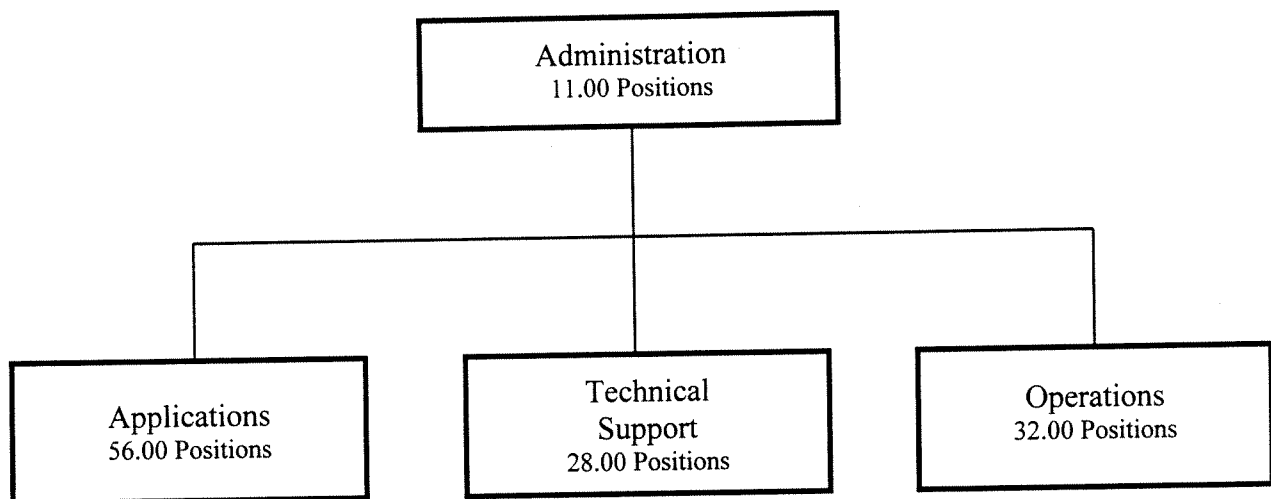 Administration
11.00 Positions
Applications
56.00 Positions
Technical
Support
28.00 Positions
Operations
32.00 Positions